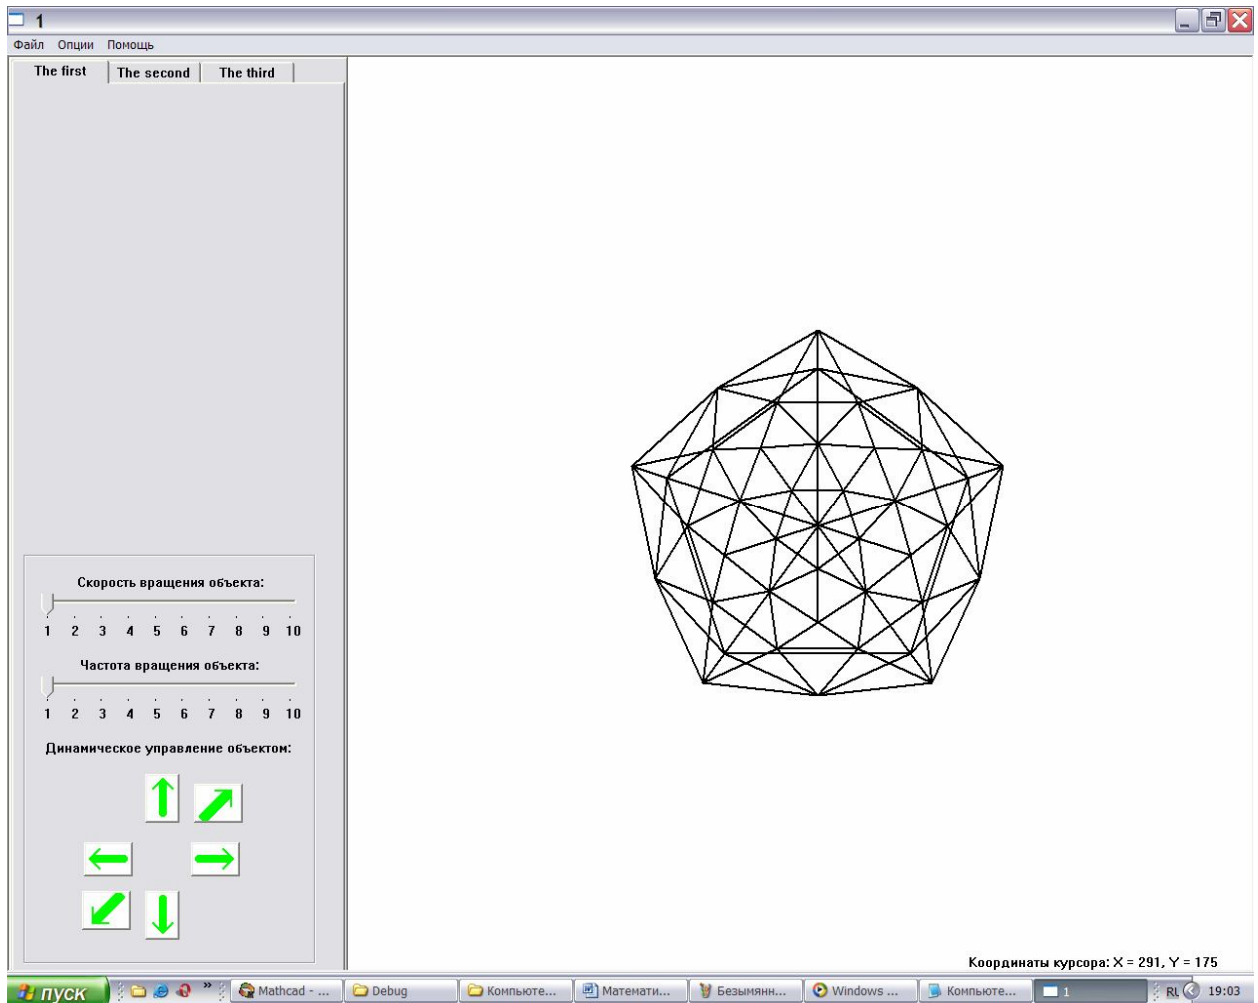 1
Файл Опции Помощь
The first The second The third
Скорость вращения объекта:
1 2 3 4 5 6 7 8 9 10
Частота вращения объекта:
1 2 3 4 5 6 7 8 9 10
Динамическое управление объектом:
Координаты курсора: X = 291, Y = 175
пуск » Mathcad - ... Debug Компьюте... Математи... Безымянн... Windows ... Компьюте... 1 RL 19:03